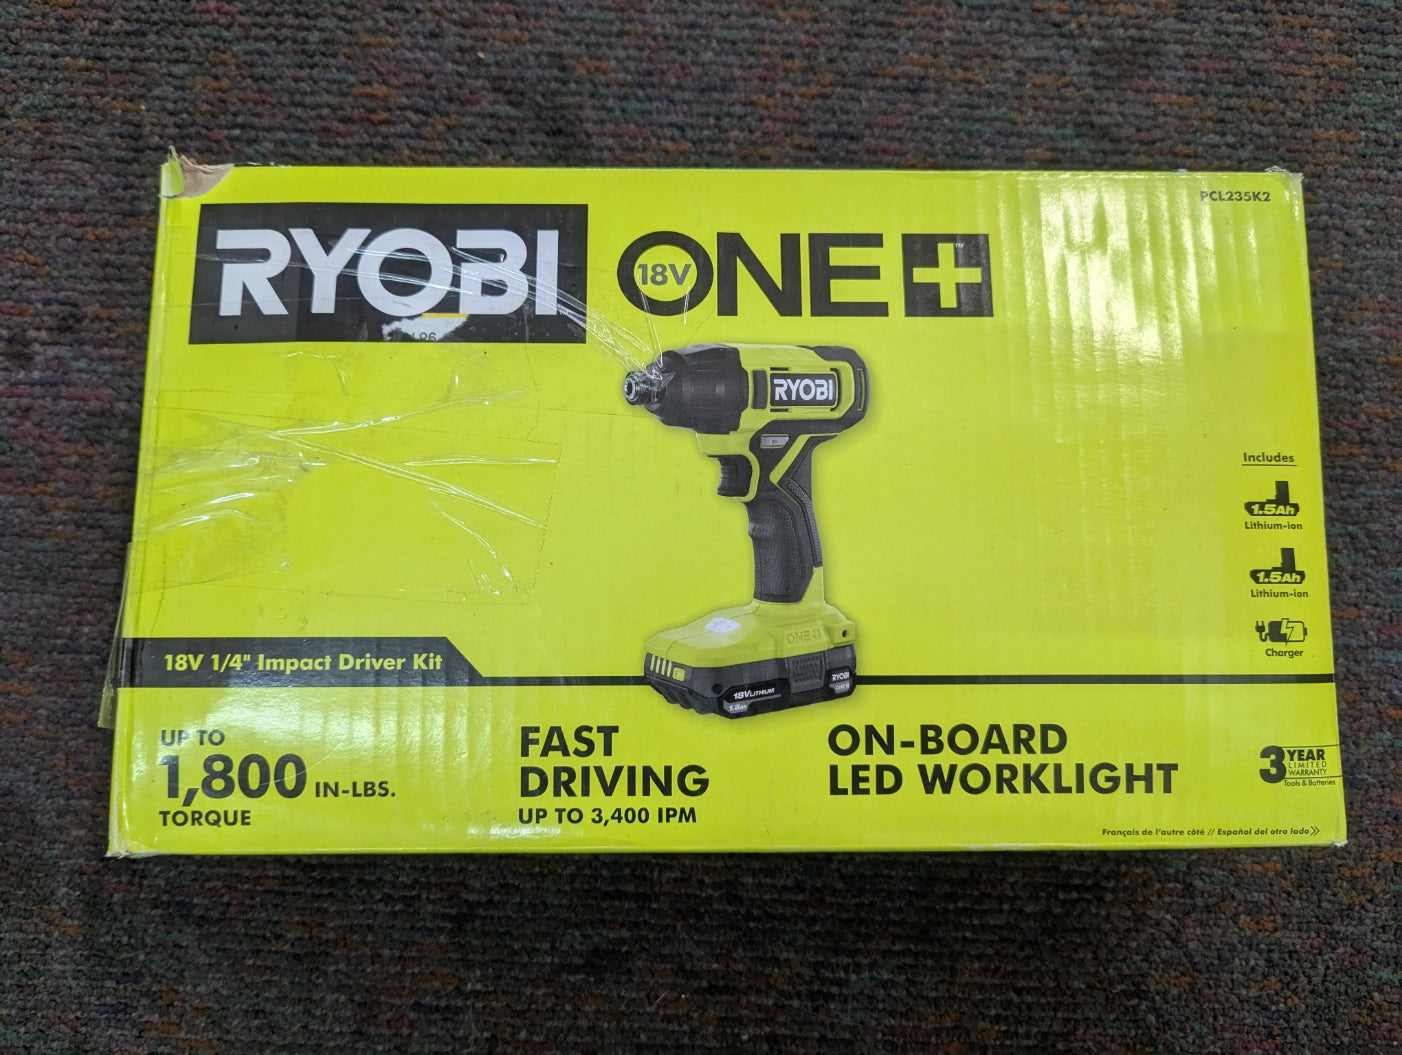 PCL235K2
RYOBI
18V ONE+
™
RYOBI
Includes
1.5Ah
Lithium-ion
1.5Ah
Lithium-ion
Charger
ONE+
18V LITHIUM
1.5Ah
RYOBI
18V 1/4" Impact Driver Kit
UP TO
1,800 IN-LBS.
TORQUE
FAST
DRIVING
UP TO 3,400 IPM
ON-BOARD
LED WORKLIGHT
3 YEAR
LIMITED
WARRANTY
Tools & Batteries
Français de l'autre côté // Español del otro lado